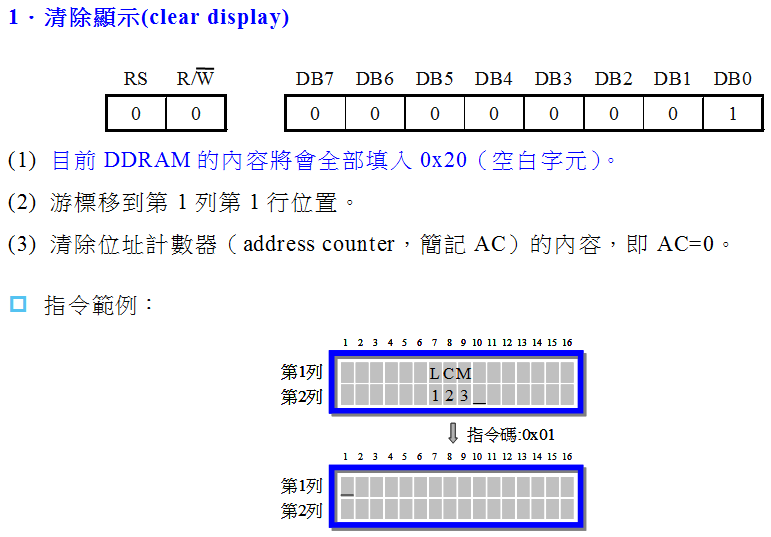 1．清除顯示(clear display)
RS R/W̅ DB7 DB6 DB5 DB4 DB3 DB2 DB1 DB0
0 0 0 0 0 0 0 0 0 1
(1) 目前 DDRAM 的內容將會全部填入 0x20（空白字元）。
(2) 游標移到第 1 列第 1 行位置。
(3) 清除位址計數器（address counter，簡記 AC）的內容，即 AC=0。
指令範例：
1 2 3 4 5 6 7 8 9 10 11 12 13 14 15 16
第1列 LCM
第2列 123_
指令碼:0x01
1 2 3 4 5 6 7 8 9 10 11 12 13 14 15 16
第1列 _
第2列